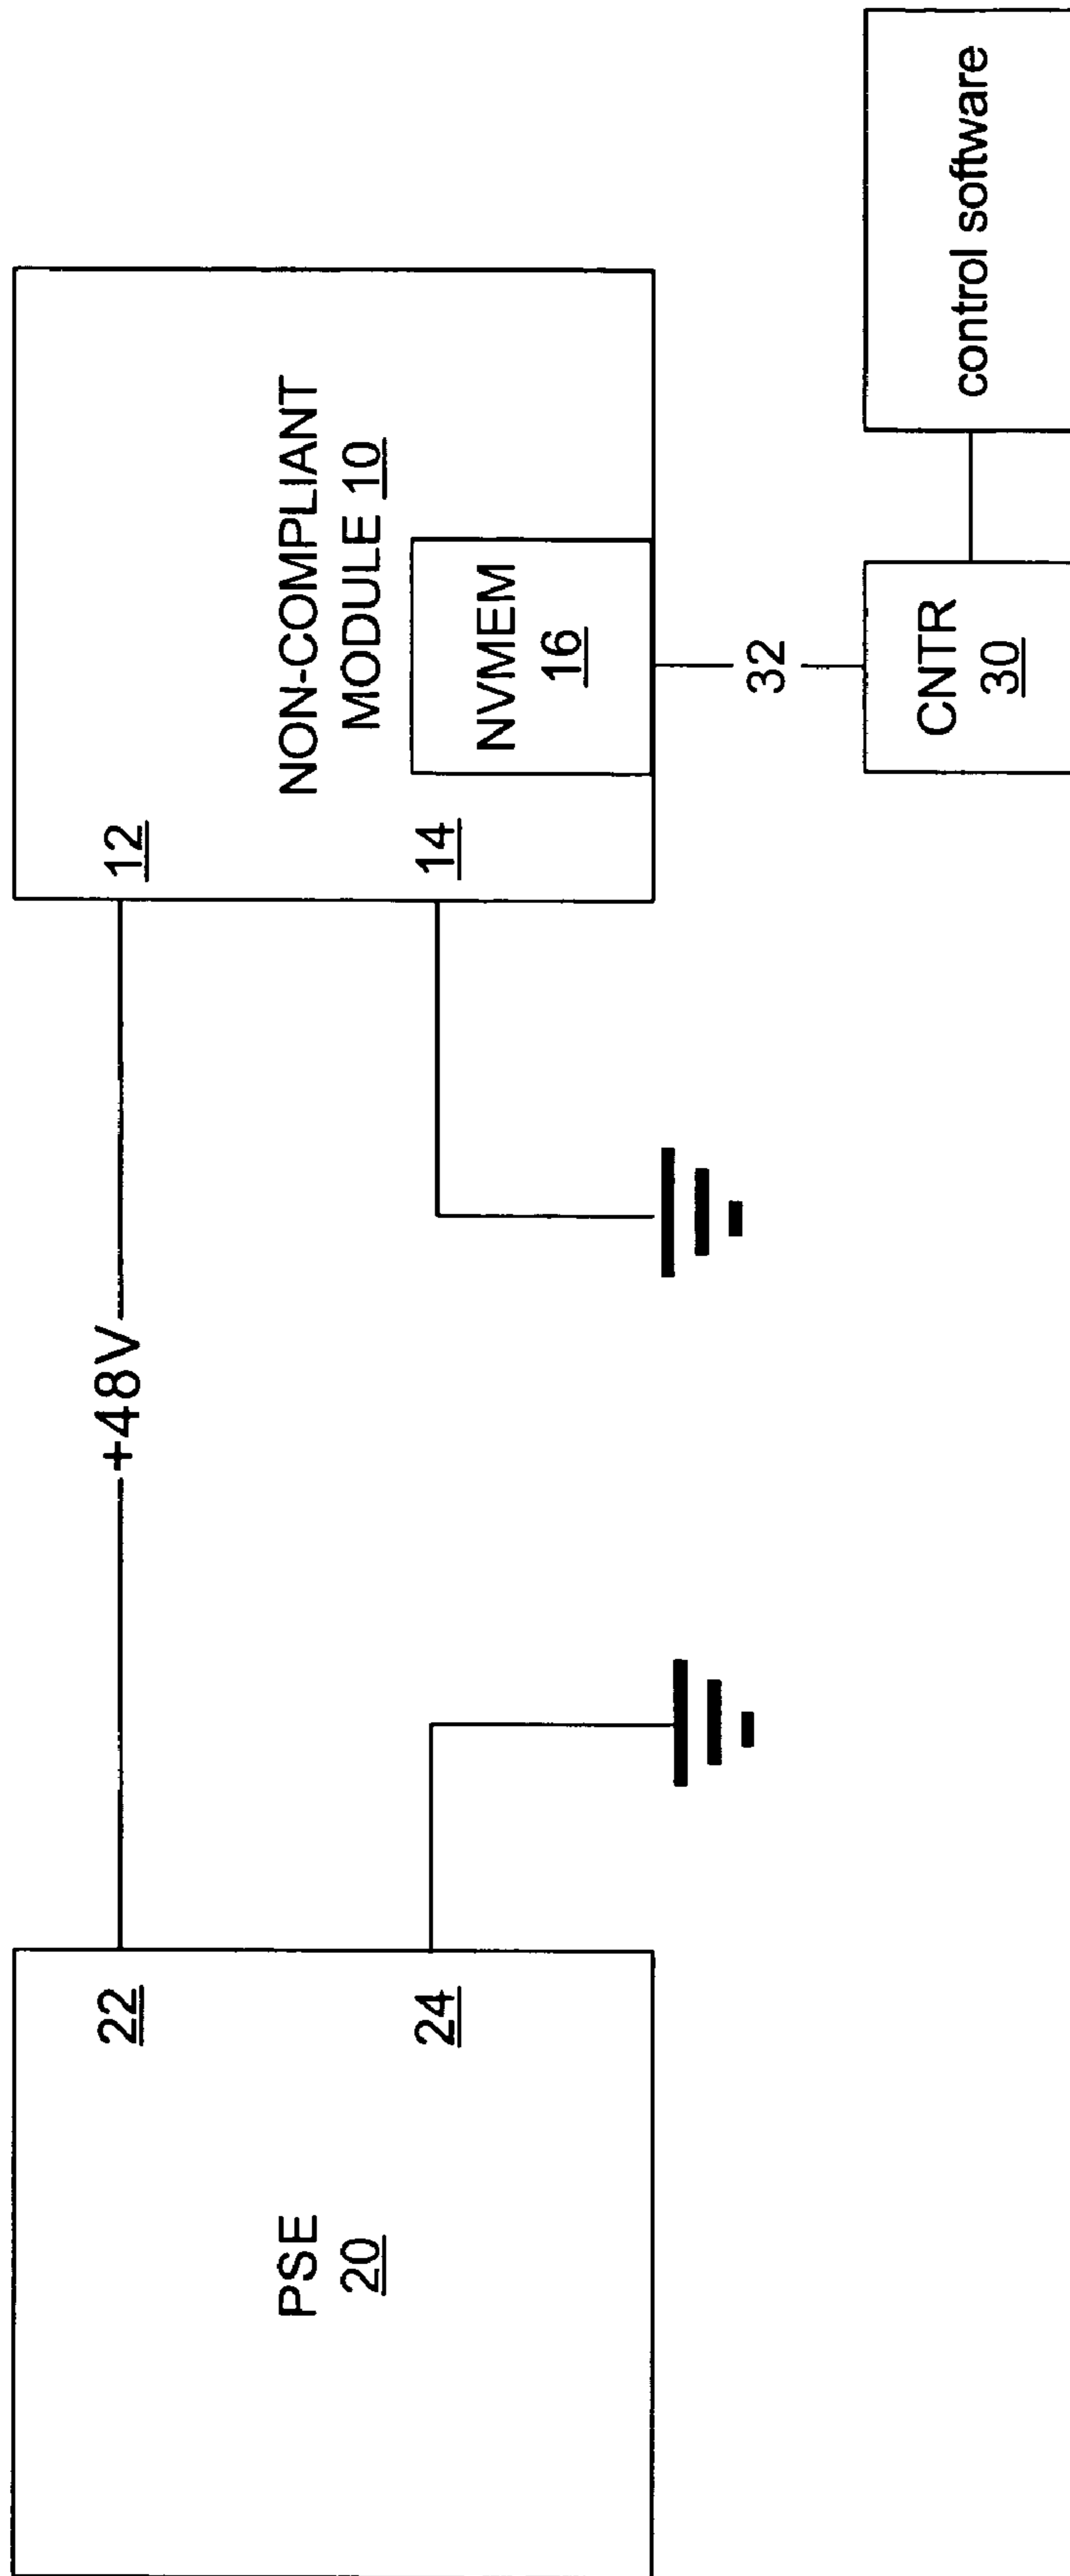 PSE
20
22
24
+48V
12
14
NON-COMPLIANT
MODULE 10
NVMEM
16
32
CNTR
30
control software